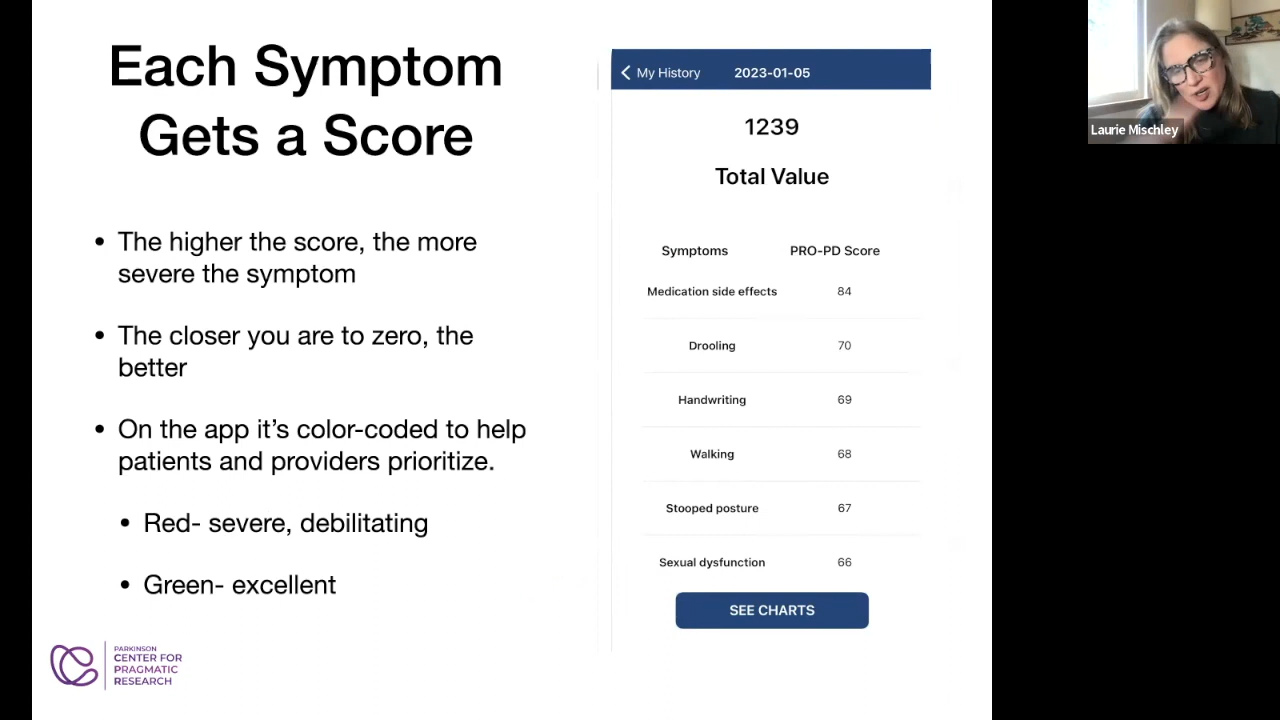 Each Symptom
Gets a Score
• The higher the score, the more
severe the symptom
• The closer you are to zero, the
better
• On the app it's color-coded to help
patients and providers prioritize.
• Red- severe, debilitating
• Green- excellent
PARKINSON
CENTER FOR
PRAGMATIC
RESEARCH
My History 2023-01-05
1239
Total Value
Symptoms PRO-PD Score
Medication side effects 84
Drooling 70
Handwriting 69
Walking 68
Stooped posture 67
Sexual dysfunction 66
SEE CHARTS
Laurie Mischley